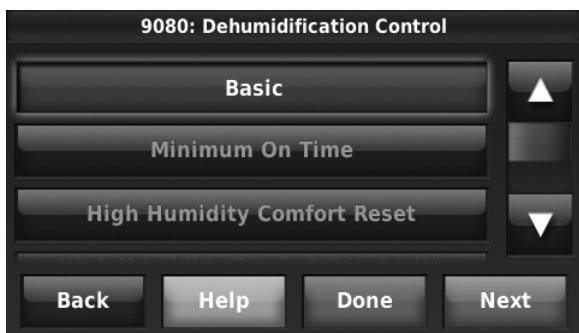 9080: Dehumidification Control
Basic
Minimum On Time
High Humidity Comfort Reset
Back
Help
Done
Next